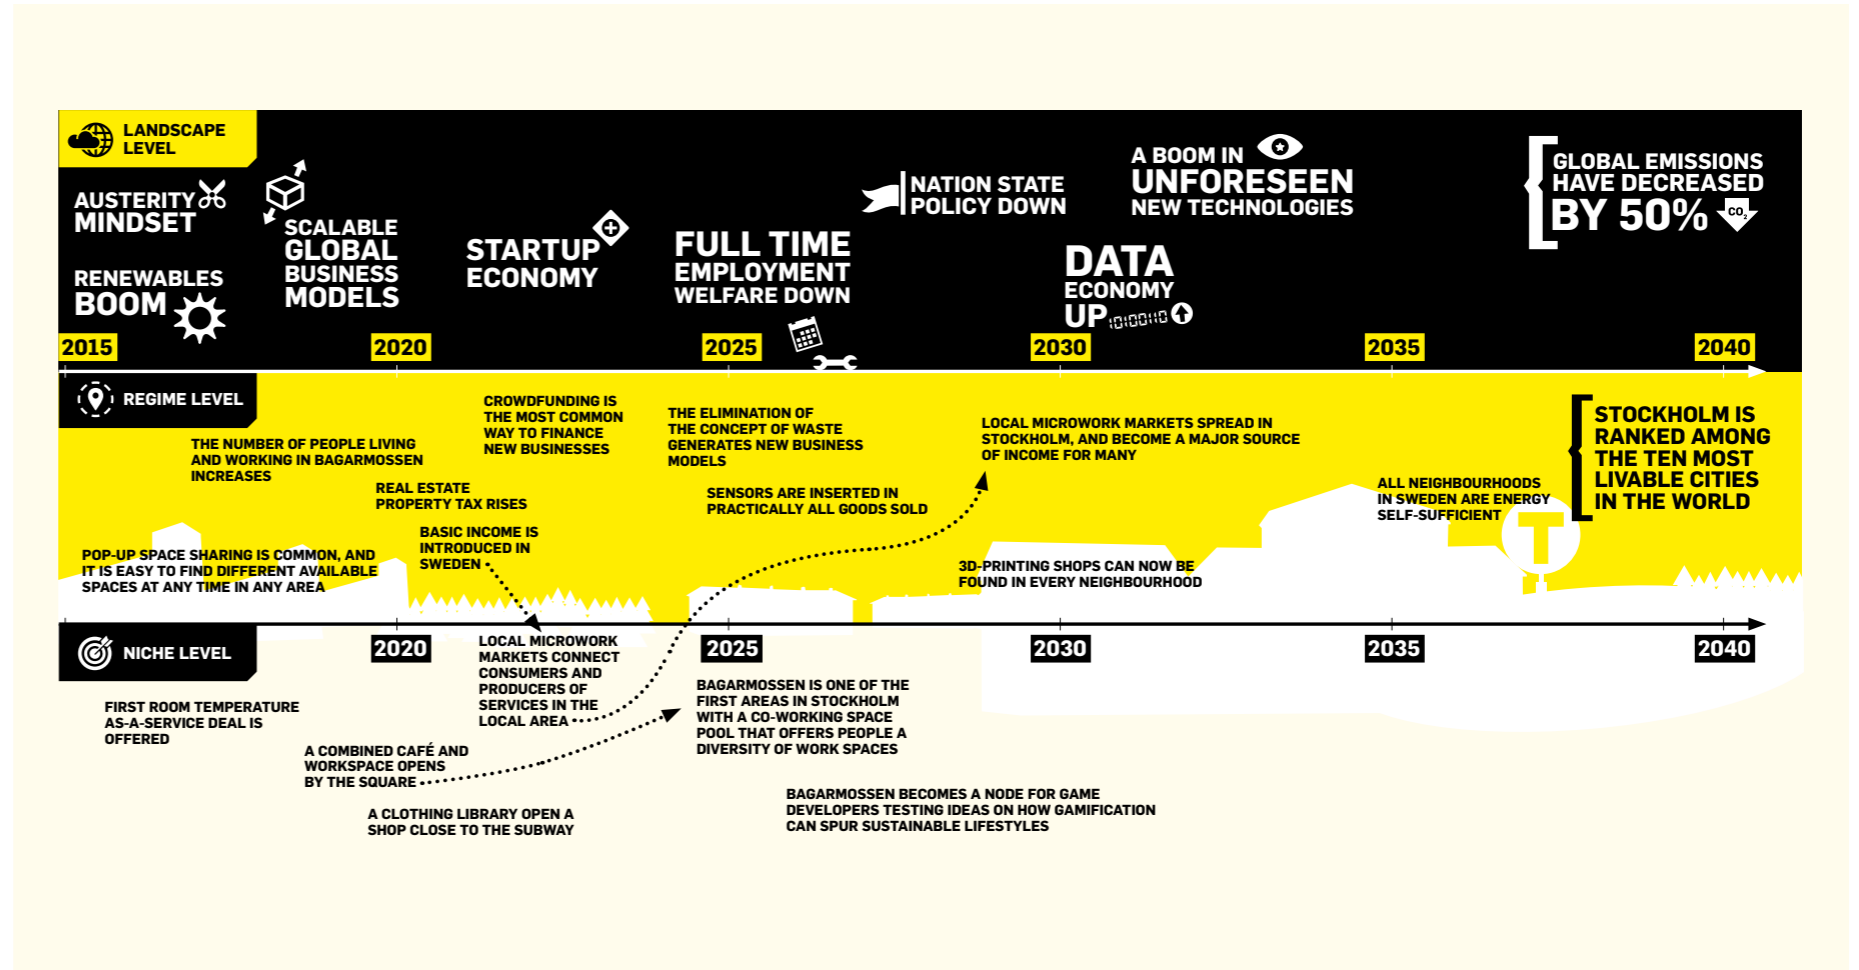 LANDSCAPE
LEVEL
AUSTERITY
MINDSET
RENEWABLES
BOOM
SCALABLE
GLOBAL
BUSINESS
MODELS
STARTUP
ECONOMY
FULL TIME
EMPLOYMENT
WELFARE DOWN
NATION STATE
POLICY DOWN
A BOOM IN
UNFORESEEN
NEW TECHNOLOGIES
DATA
ECONOMY
UP
10100110
GLOBAL EMISSIONS
HAVE DECREASED
BY 50%
CO2
2015
2020
2025
2030
2035
2040
REGIME LEVEL
THE NUMBER OF PEOPLE LIVING
AND WORKING IN BAGARMOSSEN
INCREASES
POP-UP SPACE SHARING IS COMMON, AND
IT IS EASY TO FIND DIFFERENT AVAILABLE
SPACES AT ANY TIME IN ANY AREA
REAL ESTATE
PROPERTY TAX RISES
CROWDFUNDING IS
THE MOST COMMON
WAY TO FINANCE
NEW BUSINESSES
BASIC INCOME IS
INTRODUCED IN
SWEDEN
THE ELIMINATION OF
THE CONCEPT OF WASTE
GENERATES NEW BUSINESS
MODELS
SENSORS ARE INSERTED IN
PRACTICALLY ALL GOODS SOLD
LOCAL MICROWORK MARKETS SPREAD IN
STOCKHOLM, AND BECOME A MAJOR SOURCE
OF INCOME FOR MANY
3D-PRINTING SHOPS CAN NOW BE
FOUND IN EVERY NEIGHBOURHOOD
ALL NEIGHBOURHOODS
IN SWEDEN ARE ENERGY
SELF-SUFFICIENT
T
STOCKHOLM IS
RANKED AMONG
THE TEN MOST
LIVABLE CITIES
IN THE WORLD
NICHE LEVEL
2020
2025
2030
2035
2040
FIRST ROOM TEMPERATURE
AS-A-SERVICE DEAL IS
OFFERED
A COMBINED CAFÉ AND
WORKSPACE OPENS
BY THE SQUARE
A CLOTHING LIBRARY OPEN A
SHOP CLOSE TO THE SUBWAY
LOCAL MICROWORK
MARKETS CONNECT
CONSUMERS AND
PRODUCERS OF
SERVICES IN THE
LOCAL AREA
BAGARMOSSEN IS ONE OF THE
FIRST AREAS IN STOCKHOLM
WITH A CO-WORKING SPACE
POOL THAT OFFERS PEOPLE A
DIVERSITY OF WORK SPACES
BAGARMOSSEN BECOMES A NODE FOR GAME
DEVELOPERS TESTING IDEAS ON HOW GAMIFICATION
CAN SPUR SUSTAINABLE LIFESTYLES